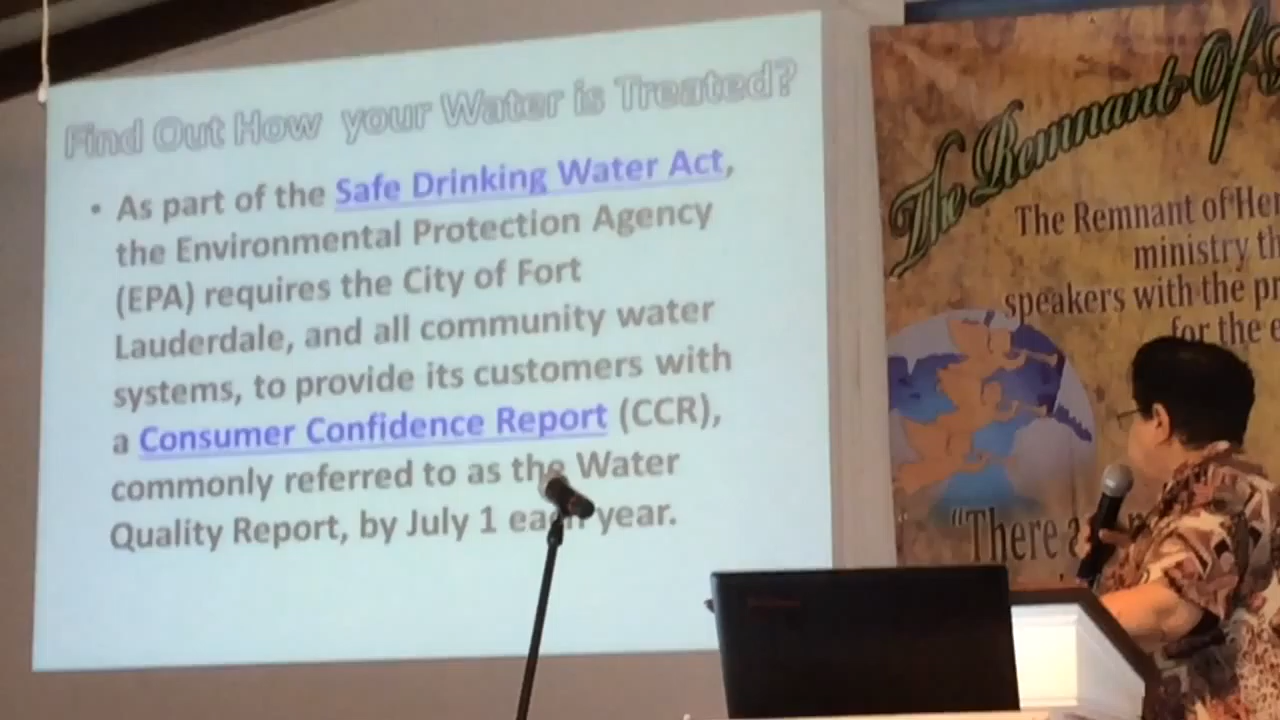 Find Out How your Water is Treated?
• As part of the Safe Drinking Water Act,
the Environmental Protection Agency
(EPA) requires the City of Fort
Lauderdale, and all community water
systems, to provide its customers with
a Consumer Confidence Report (CCR),
commonly referred to as the Water
Quality Report, by July 1 each year.
The Remnant Of
The Remnant of Her
ministry th
speakers with the pr
for the e
"There a